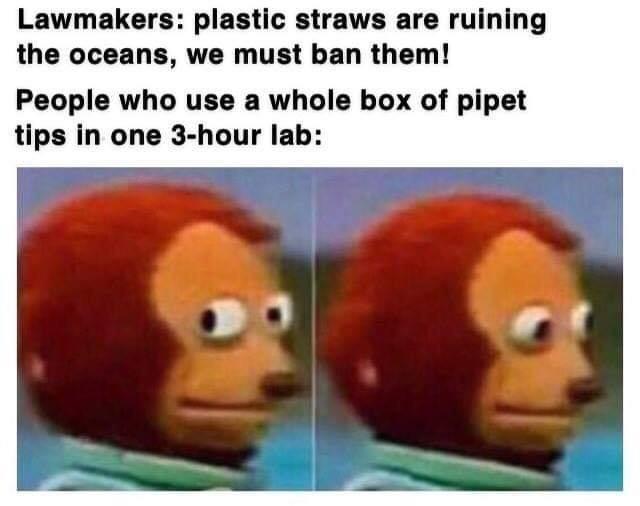 Lawmakers: plastic straws are ruining
the oceans, we must ban them!
People who use a whole box of pipet
tips in one 3-hour lab: